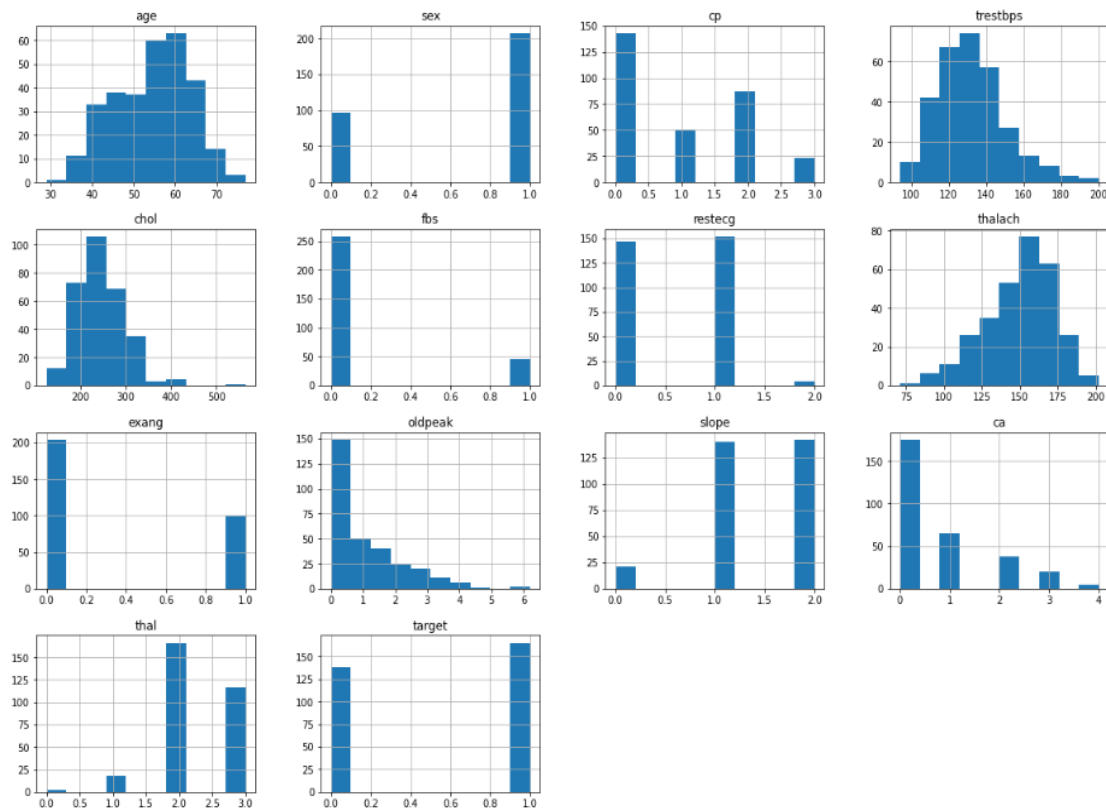 age
60
50
40
30
20
10
0
30 40 50 60 70
sex
200
150
100
50
0
0.0 0.2 0.4 0.6 0.8 1.0
cp
150
125
100
75
50
25
0
0.0 0.5 1.0 1.5 2.0 2.5 3.0
trestbps
60
40
20
0
100 120 140 160 180 200
chol
100
80
60
40
20
0
200 300 400 500
fbs
250
200
150
100
50
0
0.0 0.2 0.4 0.6 0.8 1.0
restecg
150
125
100
75
50
25
0
0.0 0.5 1.0 1.5 2.0
thalach
80
60
40
20
0
75 100 125 150 175 200
exang
200
150
100
50
0
0.0 0.2 0.4 0.6 0.8 1.0
oldpeak
150
125
100
75
50
25
0
0 1 2 3 4 5 6
slope
125
100
75
50
25
0
0.0 0.5 1.0 1.5 2.0
ca
150
100
50
0
0 1 2 3 4
thal
150
125
100
75
50
25
0
0.0 0.5 1.0 1.5 2.0 2.5 3.0
target
150
125
100
75
50
25
0
0.0 0.2 0.4 0.6 0.8 1.0